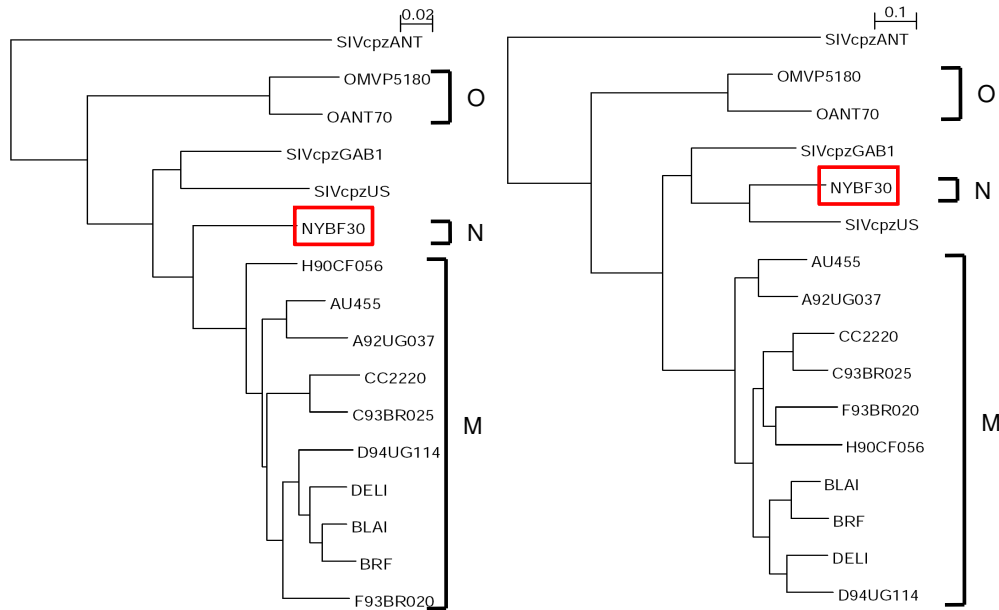 0.02
SIVcpzANT
OMVP5180
O
OANT70
SIVcpzGAB1
SIVcpzUS
NYBF30
N
H90CF056
AU455
A92UG037
CC2220
C93BR025
M
D94UG114
DELI
BLAI
BRF
F93BR020
0.1
SIVcpzANT
OMVP5180
O
OANT70
SIVcpzGAB1
NYBF30
N
SIVcpzUS
AU455
A92UG037
CC2220
C93BR025
F93BR020
M
H90CF056
BLAI
BRF
DELI
D94UG114